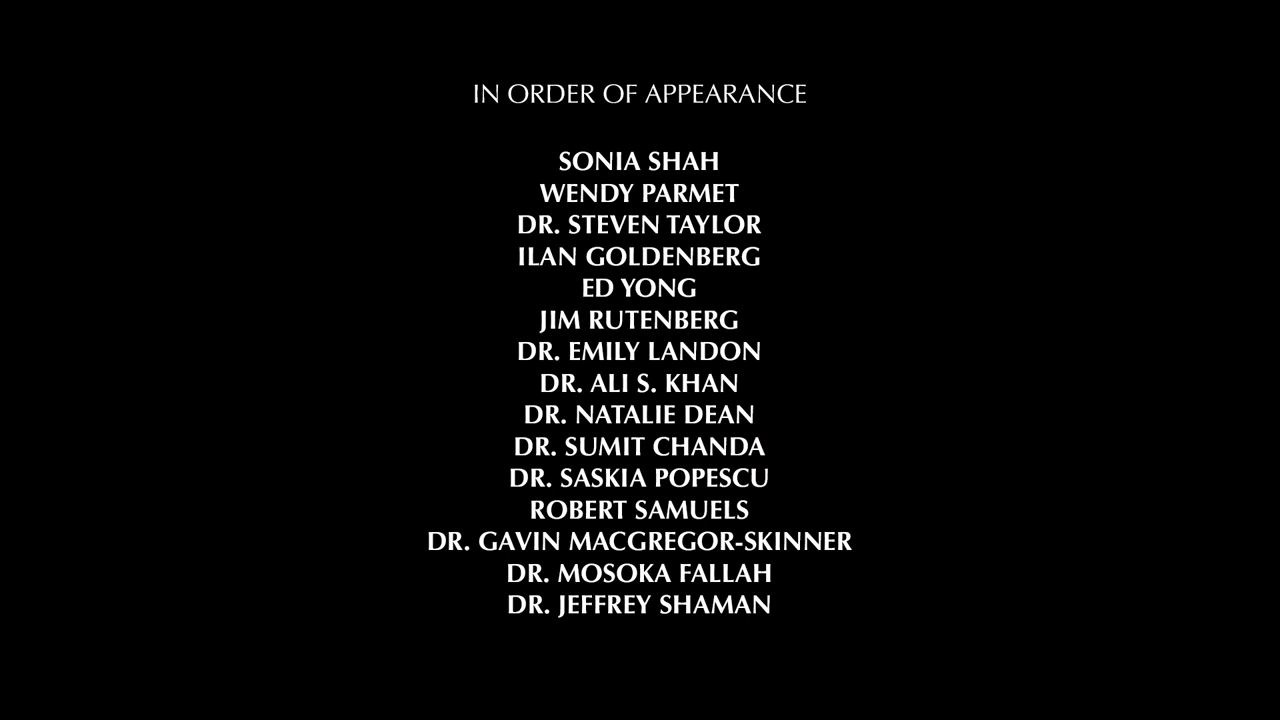 IN ORDER OF APPEARANCE
SONIA SHAH
WENDY PARMET
DR. STEVEN TAYLOR
ILAN GOLDENBERG
ED YONG
JIM RUTENBERG
DR. EMILY LANDON
DR. ALI S. KHAN
DR. NATALIE DEAN
DR. SUMIT CHANDA
DR. SASKIA POPESCU
ROBERT SAMUELS
DR. GAVIN MACGREGOR-SKINNER
DR. MOSOKA FALLAH
DR. JEFFREY SHAMAN